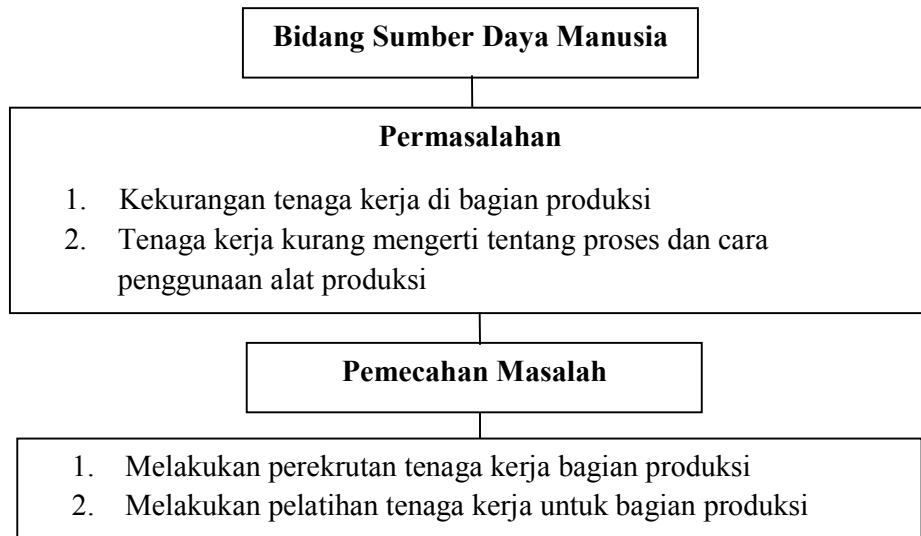 Bidang Sumber Daya Manusia
Permasalahan
1. Kekurangan tenaga kerja di bagian produksi
2. Tenaga kerja kurang mengerti tentang proses dan cara
penggunaan alat produksi
Pemecahan Masalah
1. Melakukan perekrutan tenaga kerja bagian produksi
2. Melakukan pelatihan tenaga kerja untuk bagian produksi